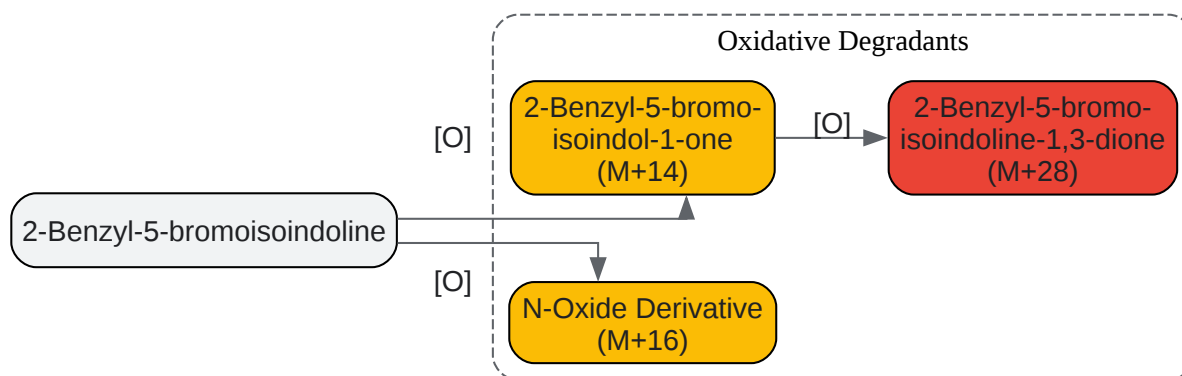 Oxidative Degradants
[O]
2-Benzyl-5-bromo-
isoindol-1-one
(M+14)
[O]
2-Benzyl-5-bromo-
isoindoline-1,3-dione
(M+28)
2-Benzyl-5-bromoisoindoline
[O]
N-Oxide Derivative
(M+16)